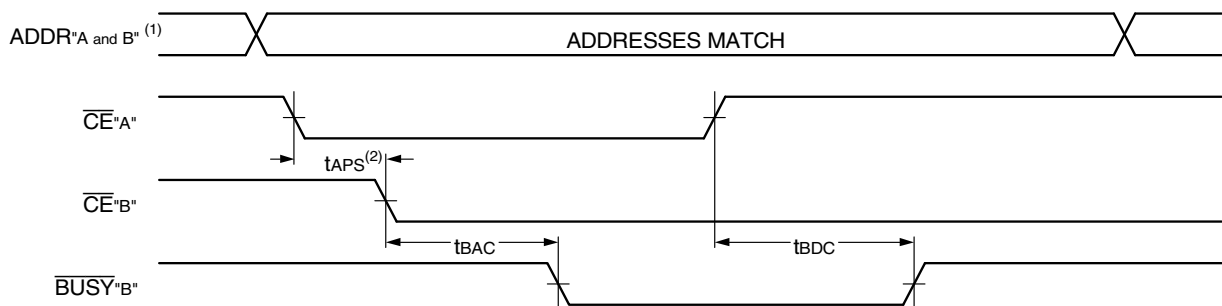 ADDR"A and B" (1)
ADDRESSES MATCH
CE"A"
tAPS(2)
CE"B"
tBAC
tBDC
BUSY"B"